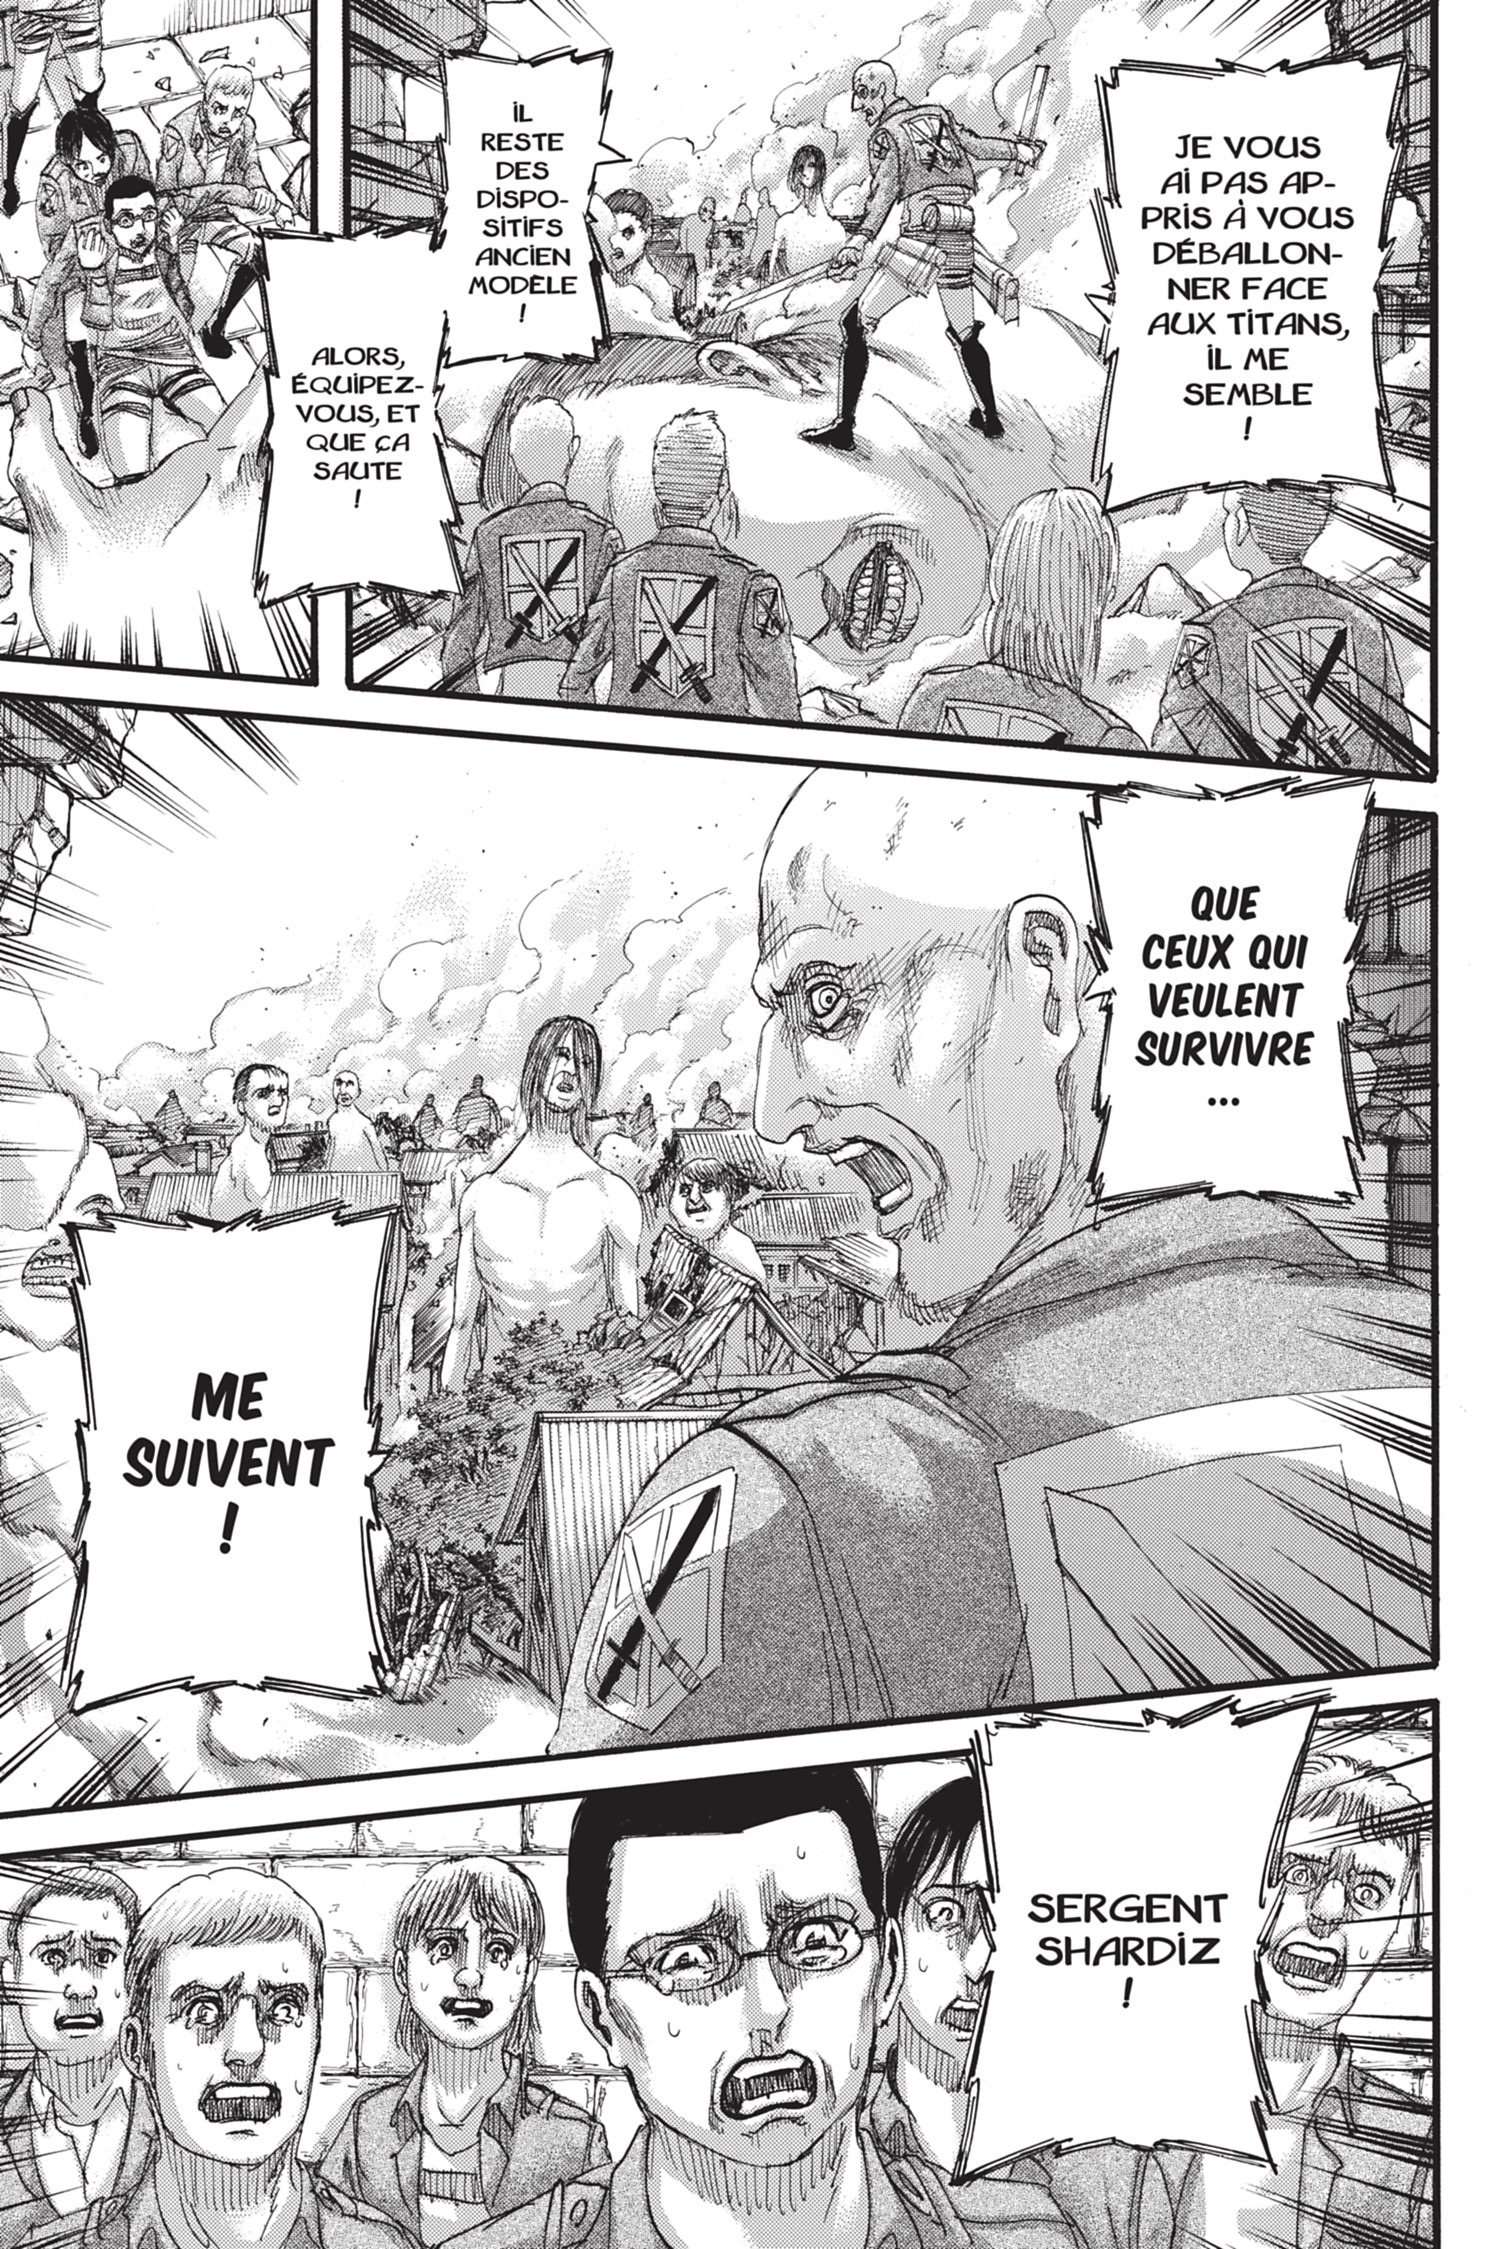 JE VOUS
AI PAS AP-
PRIS À VOUS
DÉBALLON-
NER FACE
AUX TITANS,
IL ME
SEMBLE
!
IL
RESTE
DES
DISPO-
SITIFS
ANCIEN
MODÈLE
!
ALORS,
ÉQUIPEZ-
VOUS, ET
QUE ÇA
SAUTE
!
QUE
CEUX QUI
VEULENT
SURVIVRE
...
ME
SUIVENT
!
SERGENT
SHARDIZ
!